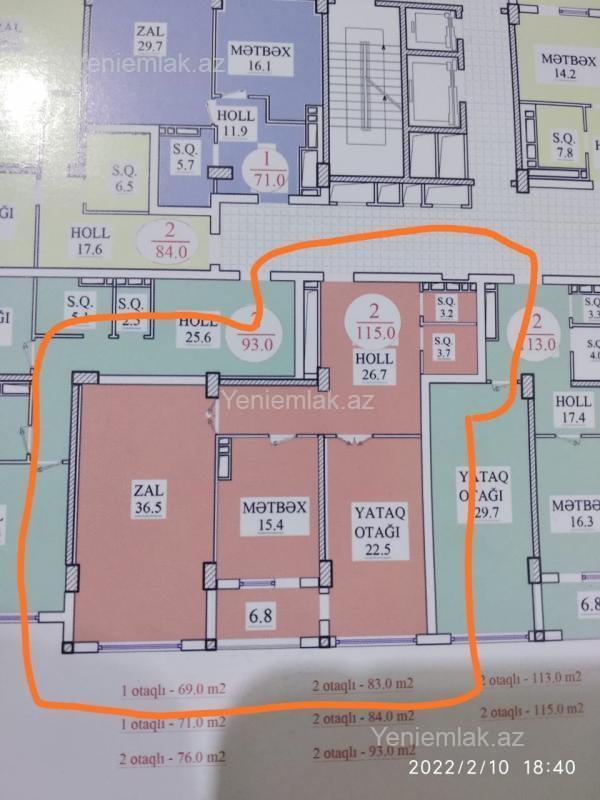 ZAL
29.7
MƏTBƏX
16.1
MƏTBƏX
14.2
Yeniemlak.az
HOLL
11.9
S.Q.
5.7
S.Q.
6.5
S.Q.
7.8
1
71.0
HOLL
17.6
2
84.0
S.Q.
S.Q.
2.3
HOLL
25.6
93.0
2
115.0
HOLL
26.7
S.Q.
3.2
S.Q.
3.7
2
13.0
S.Q.
HOLL
17.4
Yeniemlak.az
ZAL
36.5
MƏTBƏX
15.4
YATAQ
OTAĞI
22.5
YATAQ
OTAĞI
29.7
MƏTBƏX
16.3
6.8
6.8
1 otaqlı - 69.0 m2
1 otaqlı - 71.0 m2
2 otaqlı - 76.0 m2
2 otaqlı - 83.0 m2
2 otaqlı - 84.0 m2
2 otaqlı - 93.0 m2
2 otaqlı - 113.0 m2
2 otaqlı - 115.0 m2
Yeniemlak.az
2022/2/10 18:40